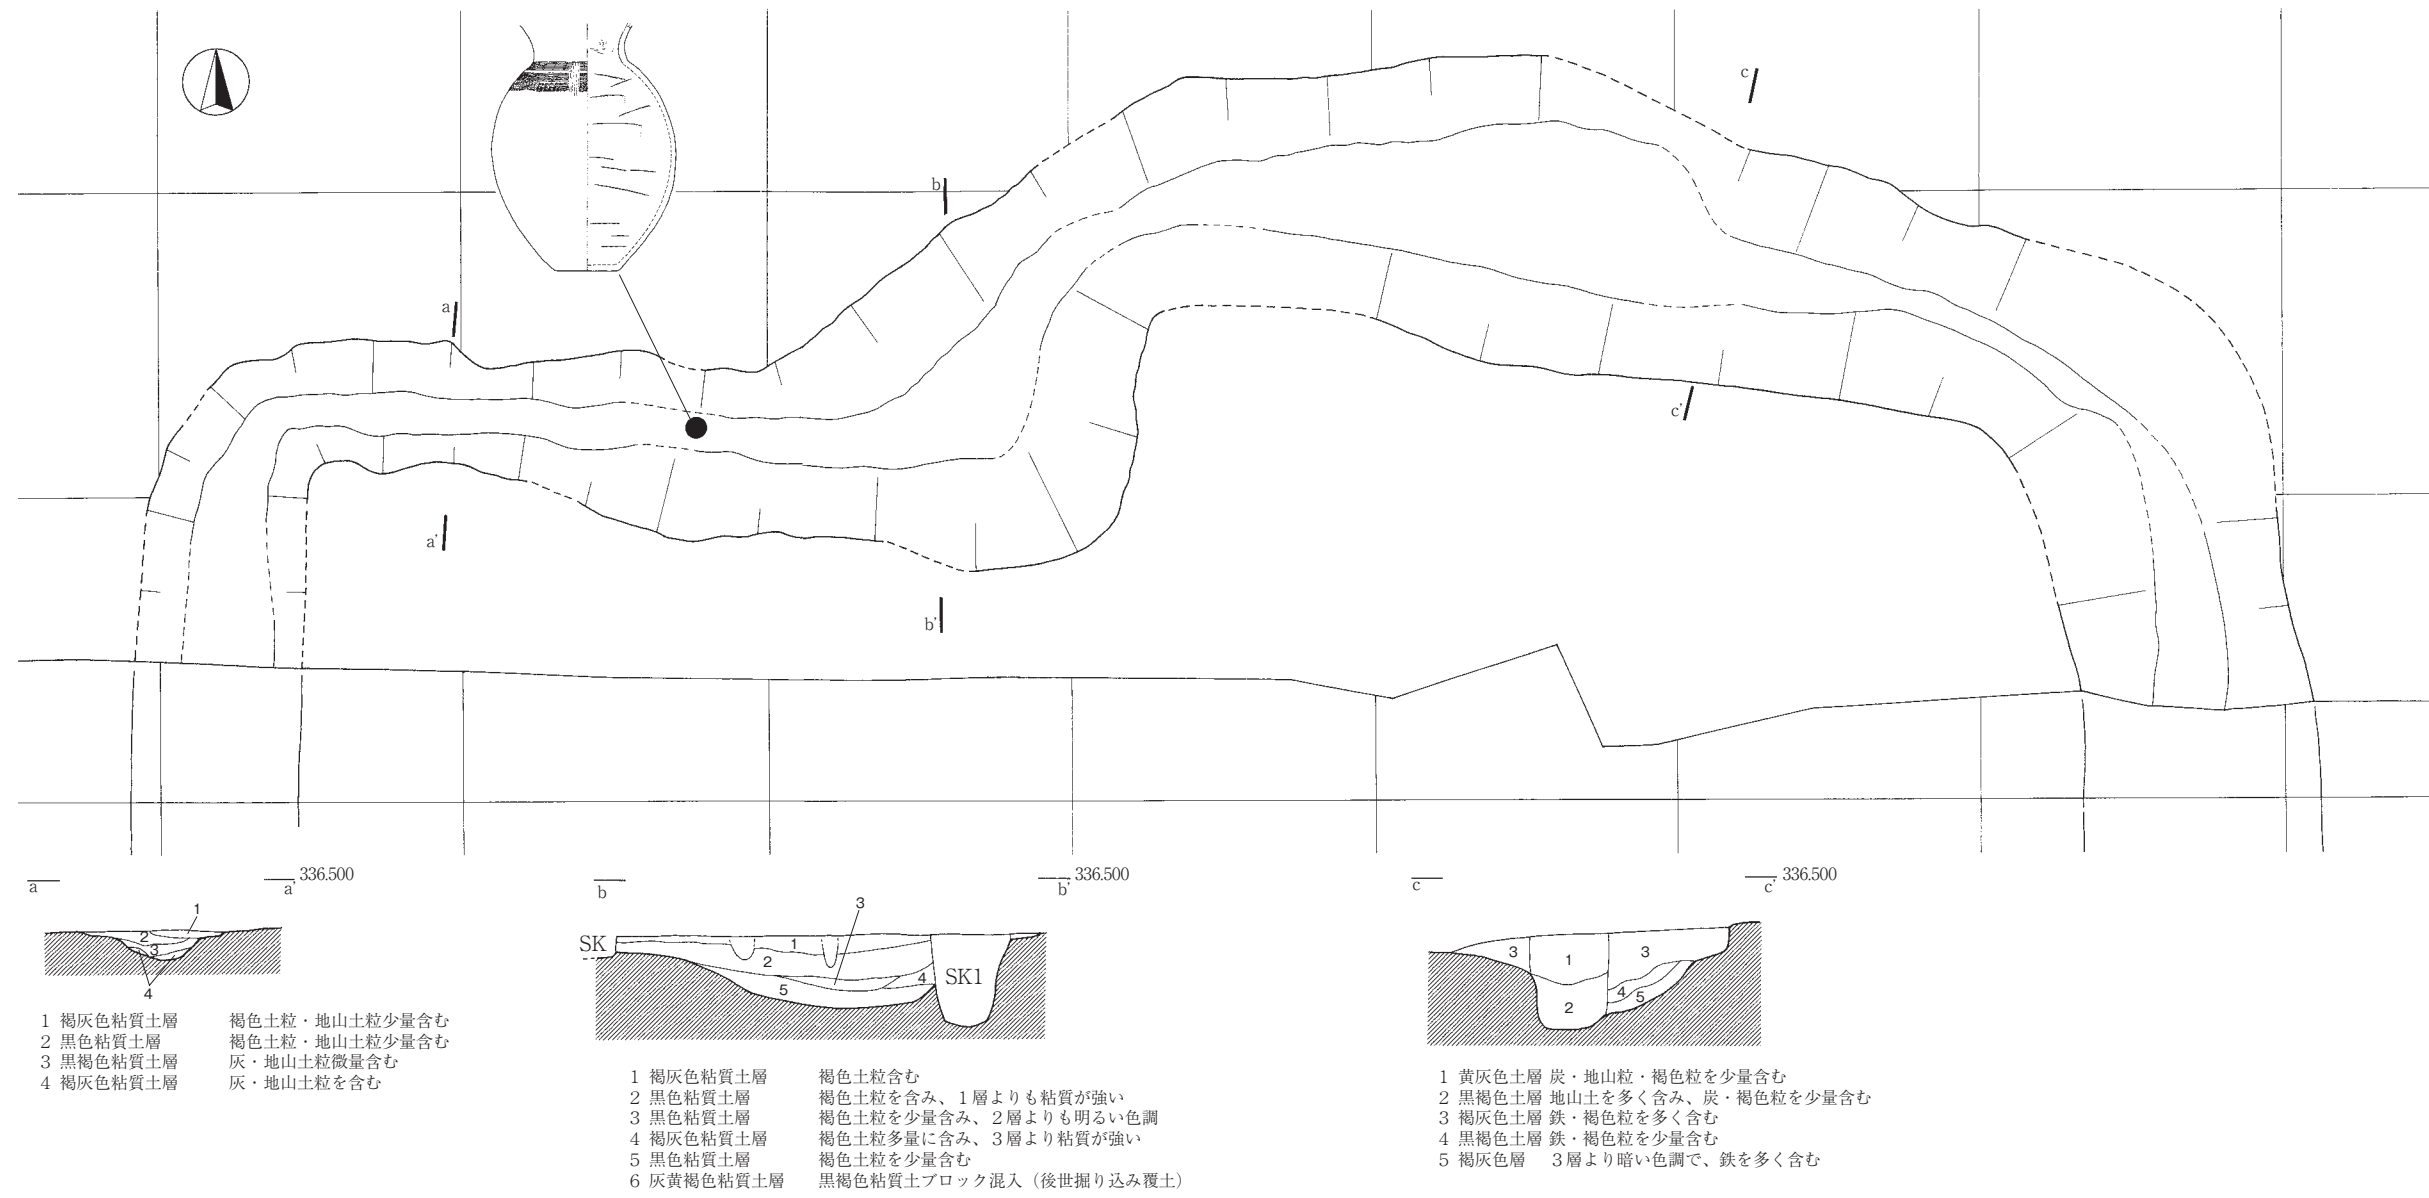 c
b
a
c'
a'
b'
a
a' 336.500
b
b' 336.500
c
c' 336.500
1
2
3
4
3
SK
1
2
4
5
SK1
3
1
3
2
4
5
1 褐灰色粘質土層 褐色土粒・地山土粒少量含む
2 黒色粘質土層 褐色土粒・地山土粒少量含む
3 黒褐色粘質土層 灰・地山土粒微量含む
4 褐灰色粘質土層 灰・地山土粒を含む
1 褐灰色粘質土層 褐色土粒含む
2 黒色粘質土層 褐色土粒を含み、1層よりも粘質が強い
3 黒色粘質土層 褐色土粒を少量含み、2層よりも明るい色調
4 褐灰色粘質土層 褐色土粒多量に含み、3層より粘質が強い
5 黒色粘質土層 褐色土粒を少量含む
6 灰黄褐色粘質土層 黒褐色粘質土ブロック混入（後世掘り込み覆土）
1 黄灰色土層 炭・地山粒・褐色粒を少量含む
2 黒褐色土層 地山土を多く含み、炭・褐色粒を少量含む
3 褐灰色土層 鉄・褐色粒を多く含む
4 黒褐色土層 鉄・褐色粒を少量含む
5 褐灰色層 3層より暗い色調で、鉄を多く含む